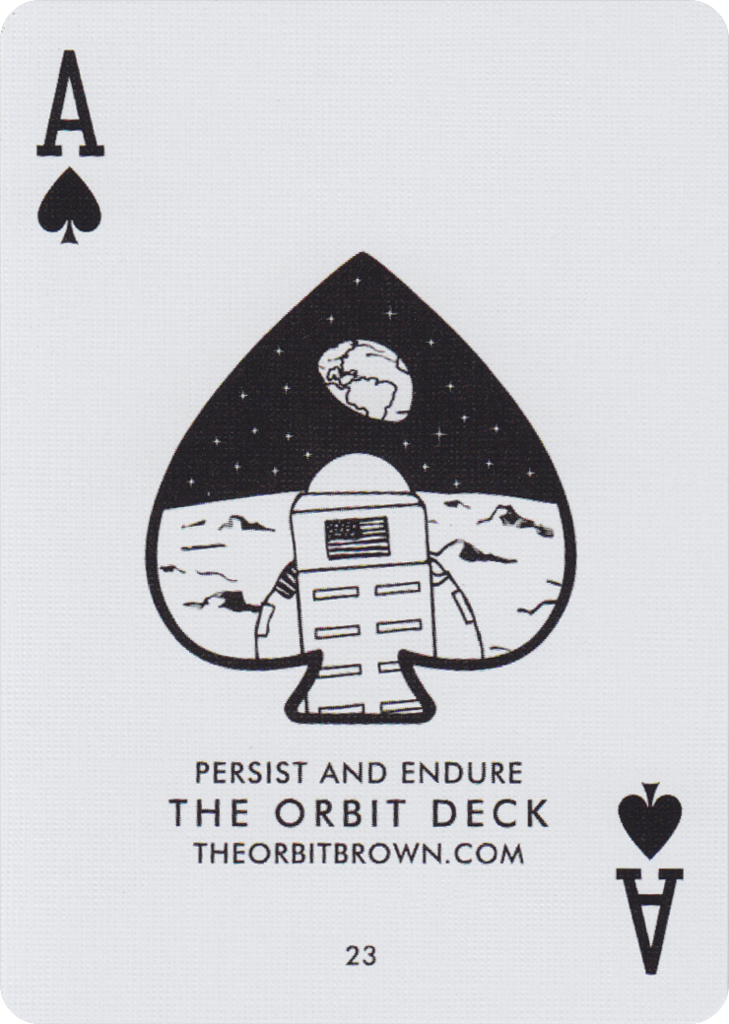 A
PERSIST AND ENDURE
THE ORBIT DECK
THEORBITBROWN.COM
A
23